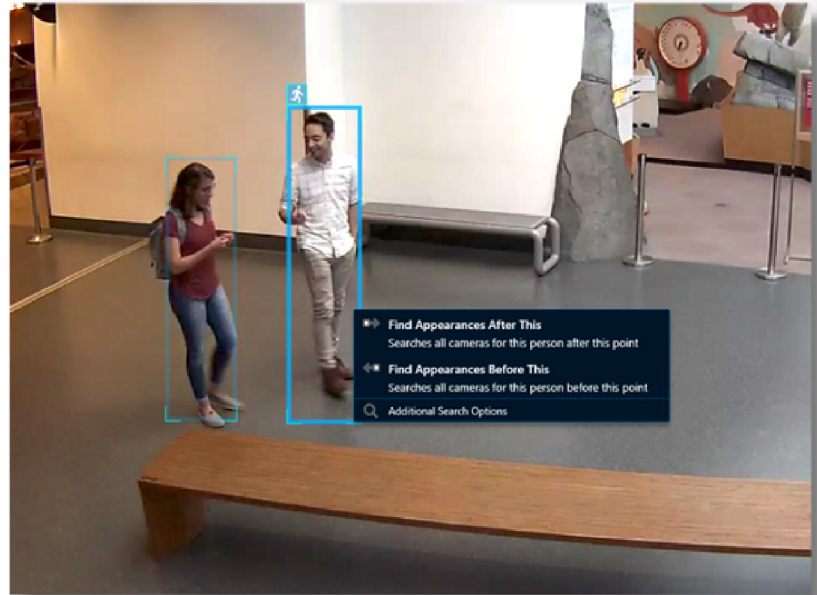 Find Appearances After This
Searches all cameras for this person after this point
Find Appearances Before This
Searches all cameras for this person before this point
Additional Search Options